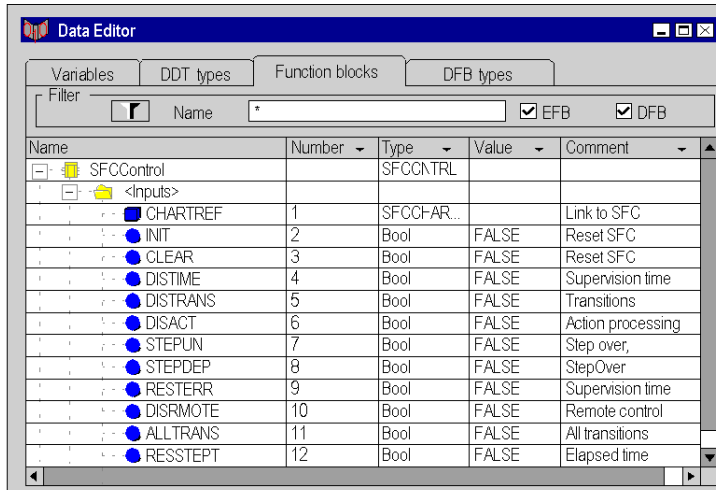 Data Editor
Variables DDT types Function blocks DFB types
Filter
Name * EFB DFB
Name Number Type Value Comment
SFCControl SFCCNTRL
<Inputs>
CHARTREF 1 SFCCHAR... Link to SFC
INIT 2 Bool FALSE Reset SFC
CLEAR 3 Bool FALSE Reset SFC
DISTIME 4 Bool FALSE Supervision time
DISTRANS 5 Bool FALSE Transitions
DISACT 6 Bool FALSE Action processing
STEPUN 7 Bool FALSE Step over,
STEPDEP 8 Bool FALSE StepOver
RESTERR 9 Bool FALSE Supervision time
DISRMOTE 10 Bool FALSE Remote control
ALLTRANS 11 Bool FALSE All transitions
RESSTEPT 12 Bool FALSE Elapsed time